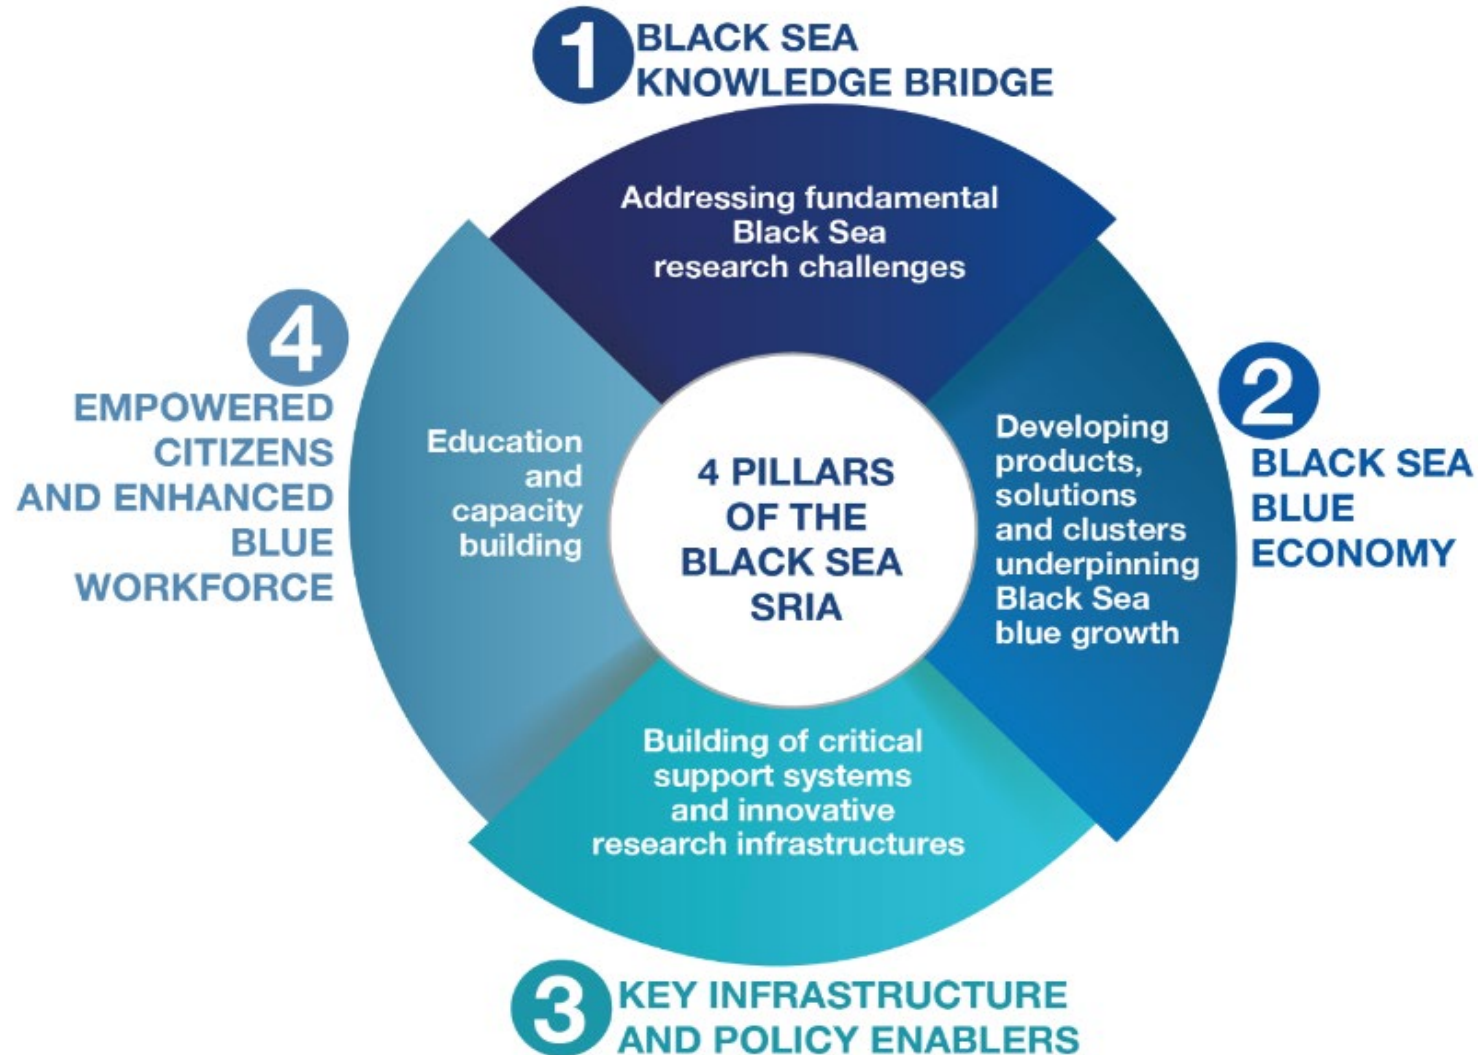 1
BLACK SEA
KNOWLEDGE BRIDGE
Addressing fundamental
Black Sea
research challenges
2
BLACK SEA
BLUE
ECONOMY
Developing
products,
solutions
and clusters
underpinning
Black Sea
blue growth
3
KEY INFRASTRUCTURE
AND POLICY ENABLERS
Building of critical
support systems
and innovative
research infrastructures
4
EMPOWERED
CITIZENS
AND ENHANCED
BLUE
WORKFORCE
Education
and
capacity
building
4 PILLARS
OF THE
BLACK SEA
SRIA